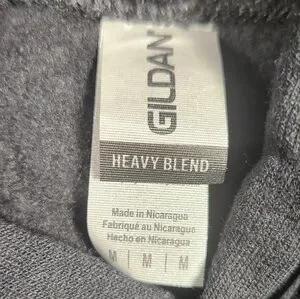 GILDAN
HEAVY BLEND
Made in Nicaragua
Fabriqué au Nicaragua
Hecho en Nicaragua
M | M | M